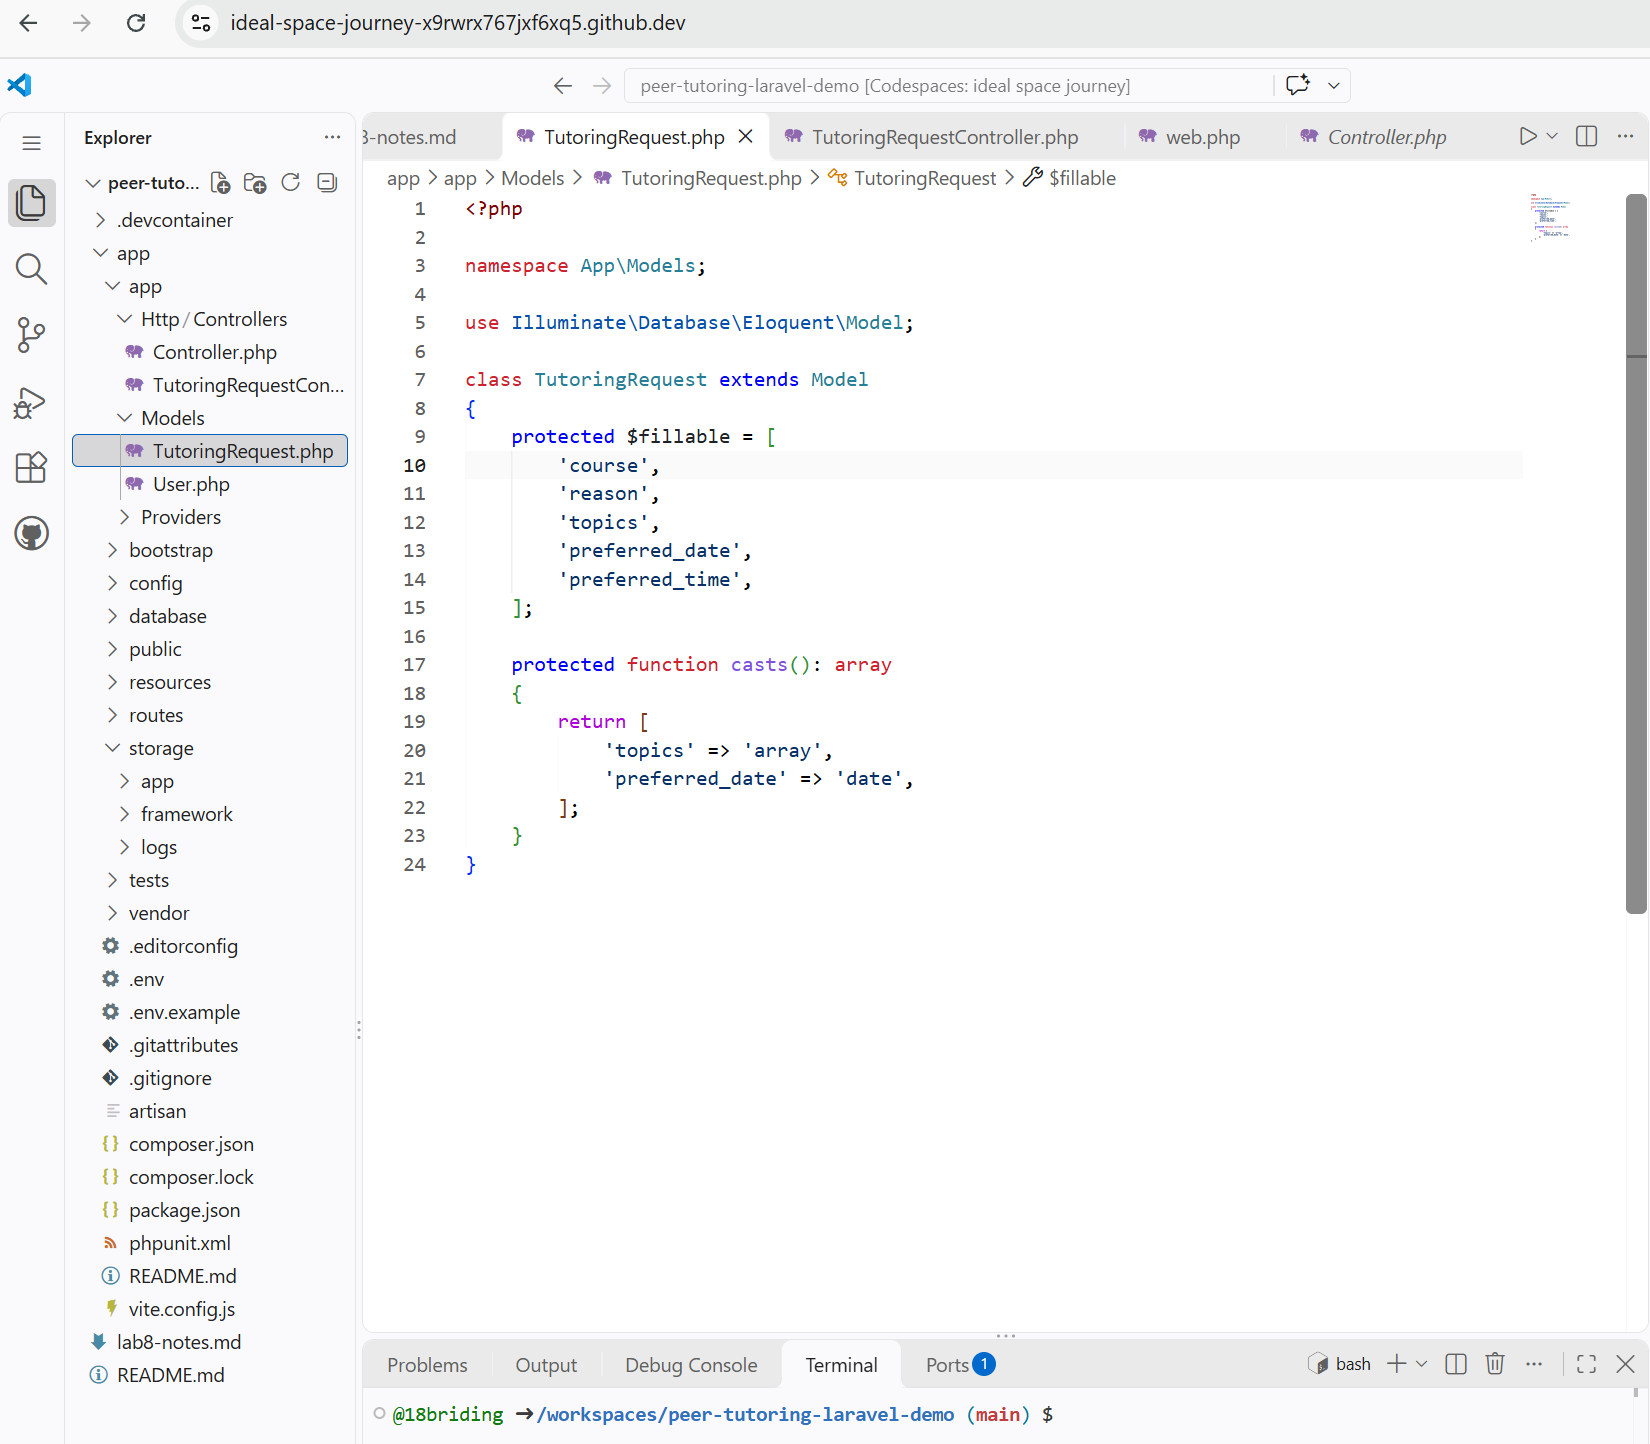 ideal-space-journey-x9rwrx767jxf6xq5.github.dev
peer-tutoring-laravel-demo [Codespaces: ideal space journey]
Explorer
3-notes.md
TutoringRequest.php
TutoringRequestController.php
web.php
Controller.php
peer-tuto...
app > app > Models > TutoringRequest.php > TutoringRequest > $fillable
.devcontainer
app
app
Http / Controllers
Controller.php
TutoringRequestCon...
Models
TutoringRequest.php
User.php
Providers
bootstrap
config
database
public
resources
routes
storage
app
framework
logs
tests
vendor
.editorconfig
.env
.env.example
.gitattributes
.gitignore
artisan
composer.json
composer.lock
package.json
phpunit.xml
README.md
vite.config.js
lab8-notes.md
README.md
1 <?php
2
3 namespace App\Models;
4
5 use Illuminate\Database\Eloquent\Model;
6
7 class TutoringRequest extends Model
8 {
9 protected $fillable = [
10 'course',
11 'reason',
12 'topics',
13 'preferred_date',
14 'preferred_time',
15 ];
16
17 protected function casts(): array
18 {
19 return [
20 'topics' => 'array',
21 'preferred_date' => 'date',
22 ];
23 }
24 }
Problems
Output
Debug Console
Terminal
Ports 1
bash
@18briding →/workspaces/peer-tutoring-laravel-demo (main) $